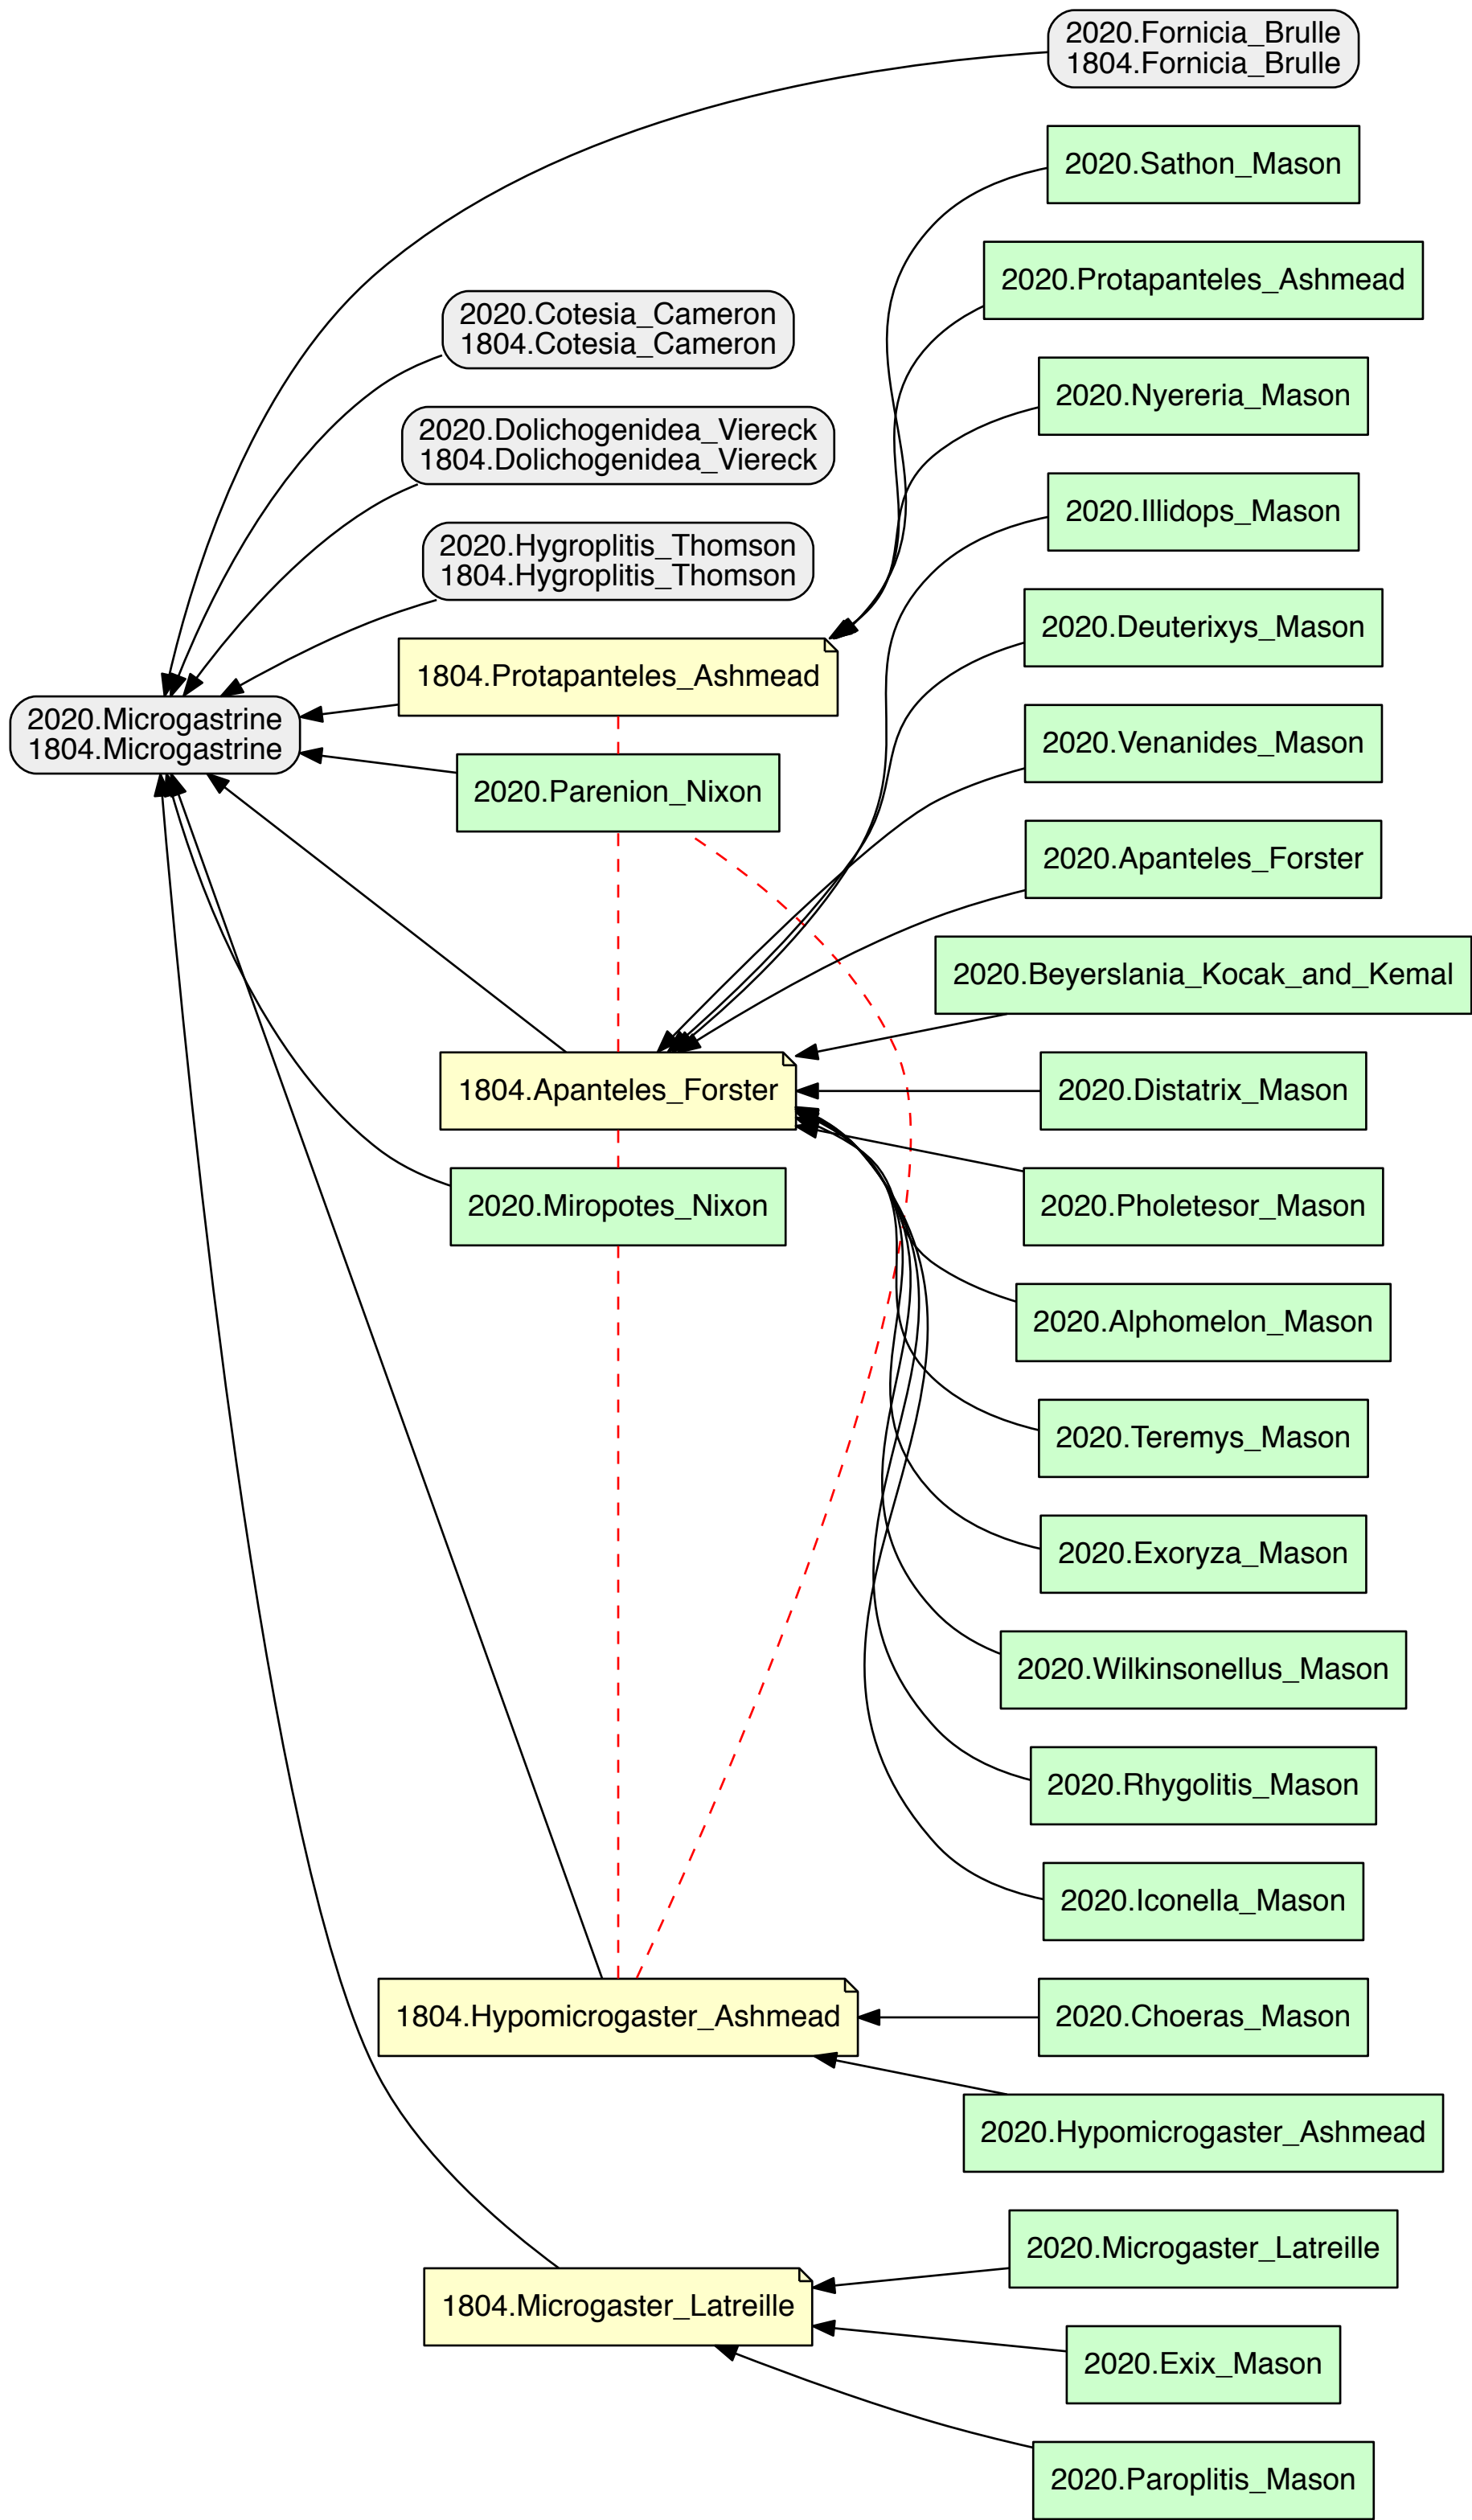 2020.Fornicia_Brulle
1804.Fornicia_Brulle
2020.Sathon_Mason
2020.Protapanteles_Ashmead
2020.Cotesia_Cameron
1804.Cotesia_Cameron
2020.Nyereria_Mason
2020.Dolichogenidea_Viereck
1804.Dolichogenidea_Viereck
2020.Illidops_Mason
2020.Hygroplitis_Thomson
1804.Hygroplitis_Thomson
2020.Deuterixys_Mason
1804.Protapanteles_Ashmead
2020.Microgastrine
1804.Microgastrine
2020.Venanides_Mason
2020.Parenion_Nixon
2020.Apanteles_Forster
2020.Beyerslania_Kocak_and_Kemal
1804.Apanteles_Forster
2020.Distatrix_Mason
2020.Miropotes_Nixon
2020.Pholetesor_Mason
2020.Alphomelon_Mason
2020.Teremys_Mason
2020.Exoryza_Mason
2020.Wilkinsonellus_Mason
2020.Rhygolitis_Mason
2020.Iconella_Mason
1804.Hypomicrogaster_Ashmead
2020.Choeras_Mason
2020.Hypomicrogaster_Ashmead
2020.Microgaster_Latreille
1804.Microgaster_Latreille
2020.Exix_Mason
2020.Paroplitis_Mason